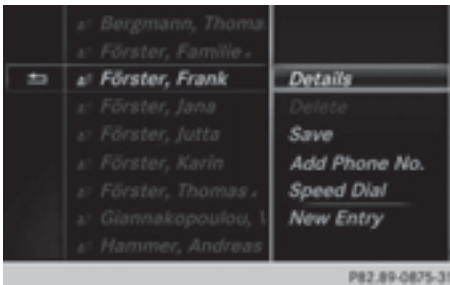 Bergmann, Thoma
Förster, Familie
Förster, Frank
Förster, Jana
Förster, Jutta
Förster, Karin
Förster, Thomas
Giannakopoulou, V
Hammer, Andreas
Details
Delete
Save
Add Phone No.
Speed Dial
New Entry
P82.89-0875-31